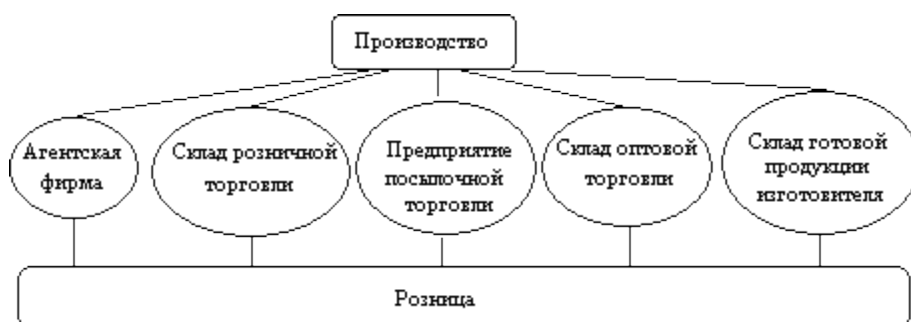 Производство
Агентская
фирма
Склад розничной
торговли
Предприятие
посылочной
торговли
Склад оптовой
торговли
Склад готовой
продукции
изготовителя
Розница